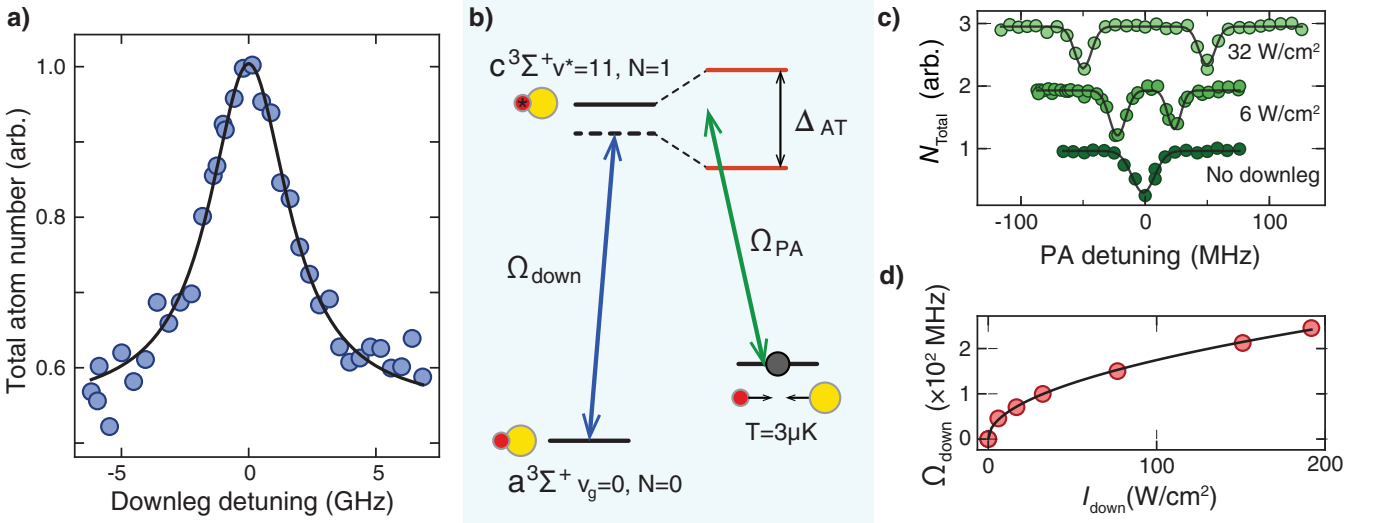 a)
Total atom number (arb.)
1.0
0.8
0.6
-5
0
5
Downleg detuning (GHz)
b)
c³Σ⁺ v*=11, N=1
*
Δ_AT
Ω_down
Ω_PA
T=3μK
a³Σ⁺ v_g=0, N=0
c)
N_Total (arb.)
3
2
1
32 W/cm²
6 W/cm²
No downleg
-100
0
100
PA detuning (MHz)
d)
Ω_down (×10² MHz)
2
1
0
0
100
200
I_down(W/cm²)